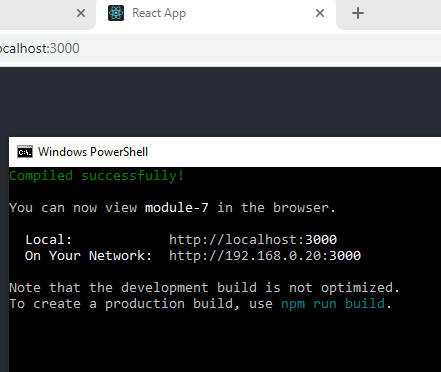 React App
ocalhost:3000
Windows PowerShell
Compiled successfully!
You can now view module-7 in the browser.
Local: http://localhost:3000
On Your Network: http://192.168.0.20:3000
Note that the development build is not optimized.
To create a production build, use npm run build.